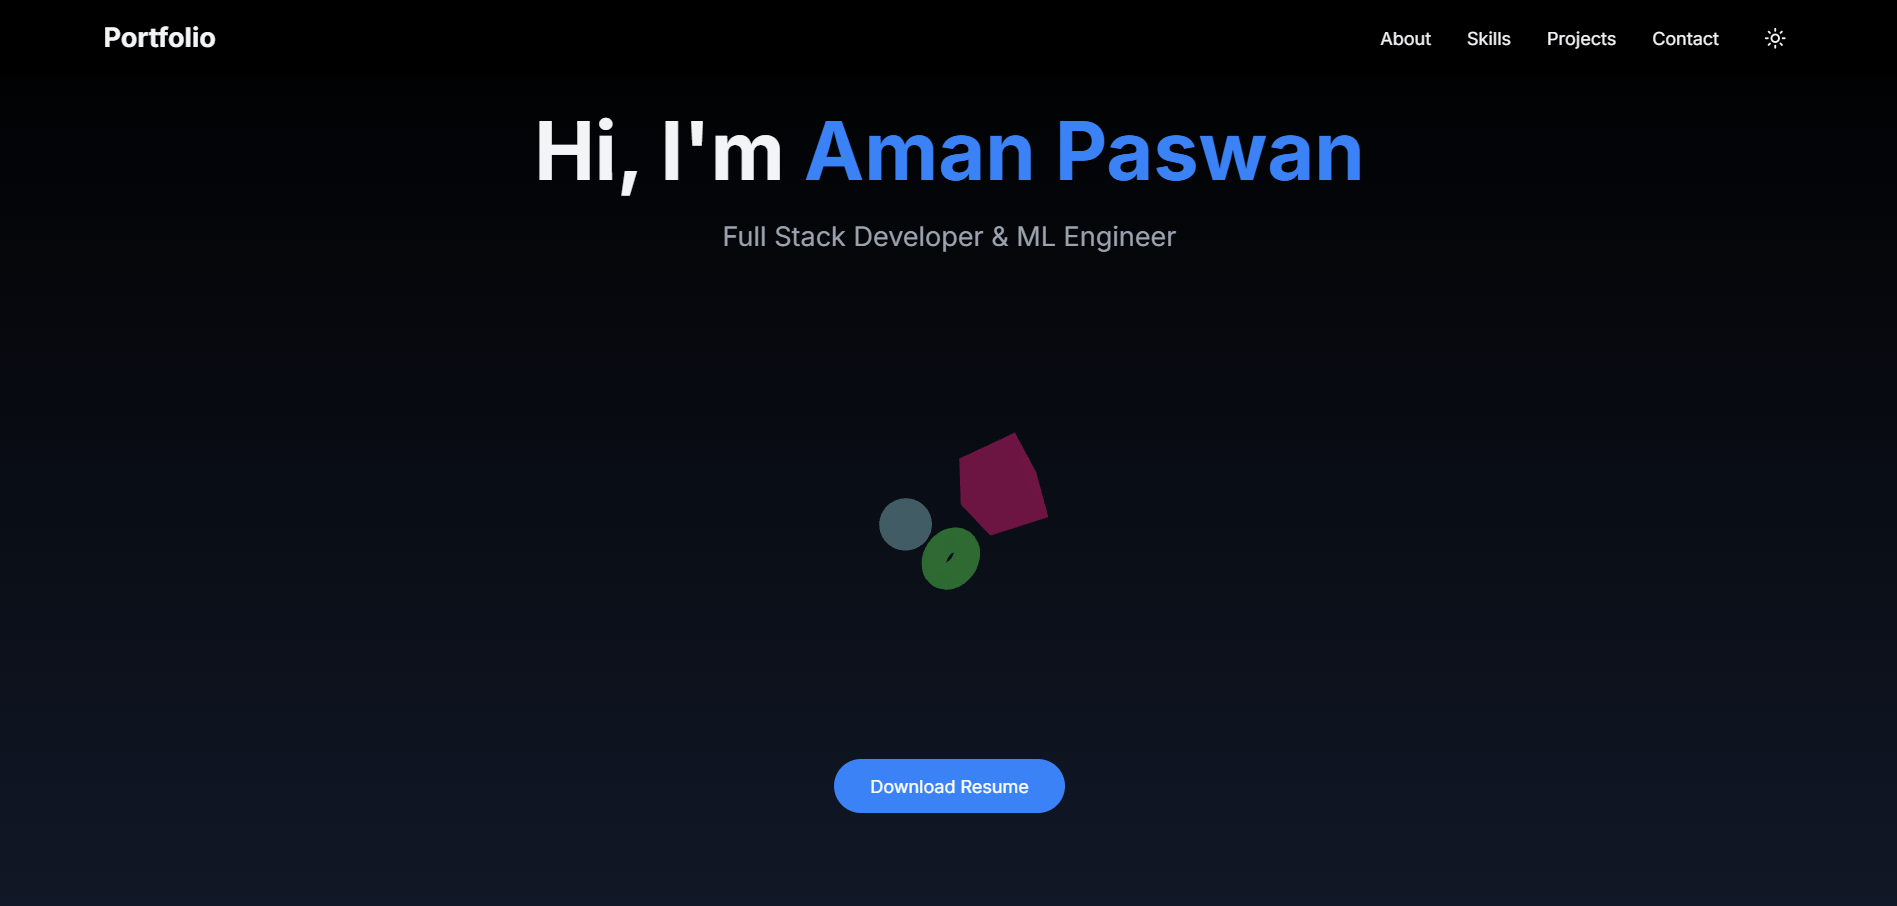 Portfolio
About
Skills
Projects
Contact
Hi, I'm Aman Paswan
Full Stack Developer & ML Engineer
Download Resume